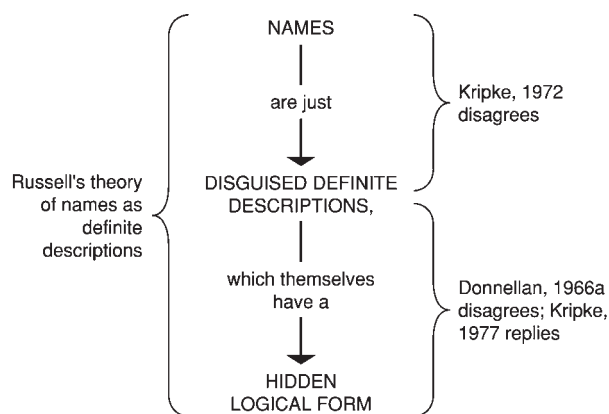 NAMES
are just
Kripke, 1972
disagrees
Russell's theory
of names as
definite
descriptions
DISGUISED DEFINITE
DESCRIPTIONS,
which themselves
have a
Donnellan, 1966a
disagrees; Kripke,
1977 replies
HIDDEN
LOGICAL FORM